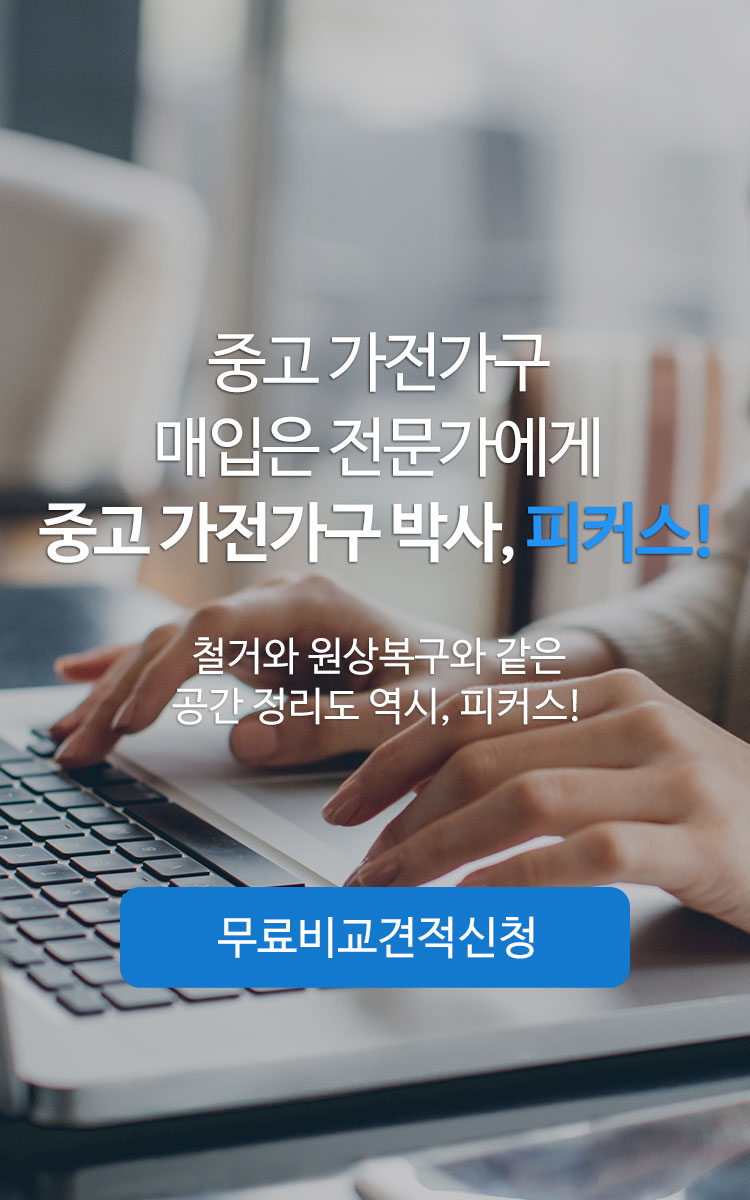 중고 가전가구
매입은 전문가에게
중고 가전가구 박사, 피커스!
철거와 원상복구와 같은
공간 정리도 역시, 피커스!
무료비교견적신청